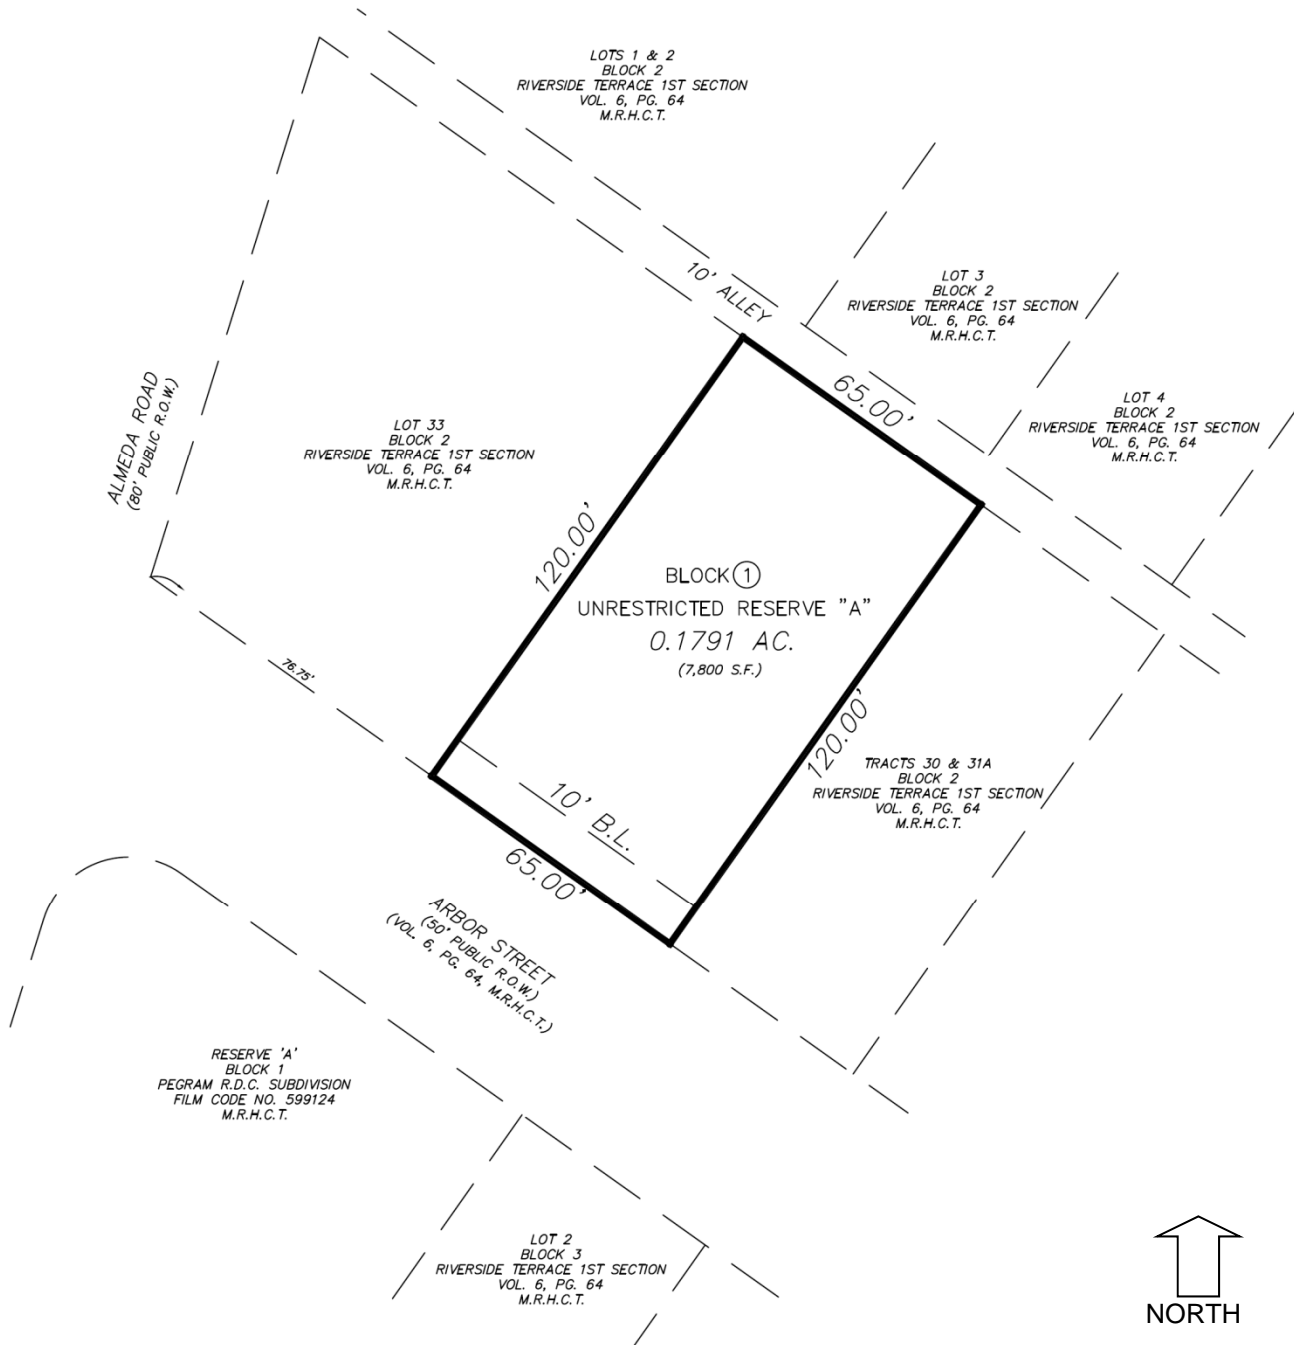 LOTS 1 & 2
BLOCK 2
RIVERSIDE TERRACE 1ST SECTION
VOL. 6, PG. 64
M.R.H.C.T.
10' ALLEY
LOT 3
BLOCK 2
RIVERSIDE TERRACE 1ST SECTION
VOL. 6, PG. 64
M.R.H.C.T.
65.00'
LOT 4
BLOCK 2
RIVERSIDE TERRACE 1ST SECTION
VOL. 6, PG. 64
M.R.H.C.T.
ALMEDA ROAD
(80' PUBLIC R.O.W.)
LOT 33
BLOCK 2
RIVERSIDE TERRACE 1ST SECTION
VOL. 6, PG. 64
M.R.H.C.T.
120.00'
BLOCK 1
UNRESTRICTED RESERVE "A"
0.1791 AC.
(7,800 S.F.)
76.75'
120.00'
TRACTS 30 & 31A
BLOCK 2
RIVERSIDE TERRACE 1ST SECTION
VOL. 6, PG. 64
M.R.H.C.T.
10' B.L.
65.00'
ARBOR STREET
(50' PUBLIC R.O.W.)
(VOL. 6, PG. 64, M.R.H.C.T.)
RESERVE 'A'
BLOCK 1
PEGRAM R.D.C. SUBDIVISION
FILM CODE NO. 599124
M.R.H.C.T.
LOT 2
BLOCK 3
RIVERSIDE TERRACE 1ST SECTION
VOL. 6, PG. 64
M.R.H.C.T.
NORTH